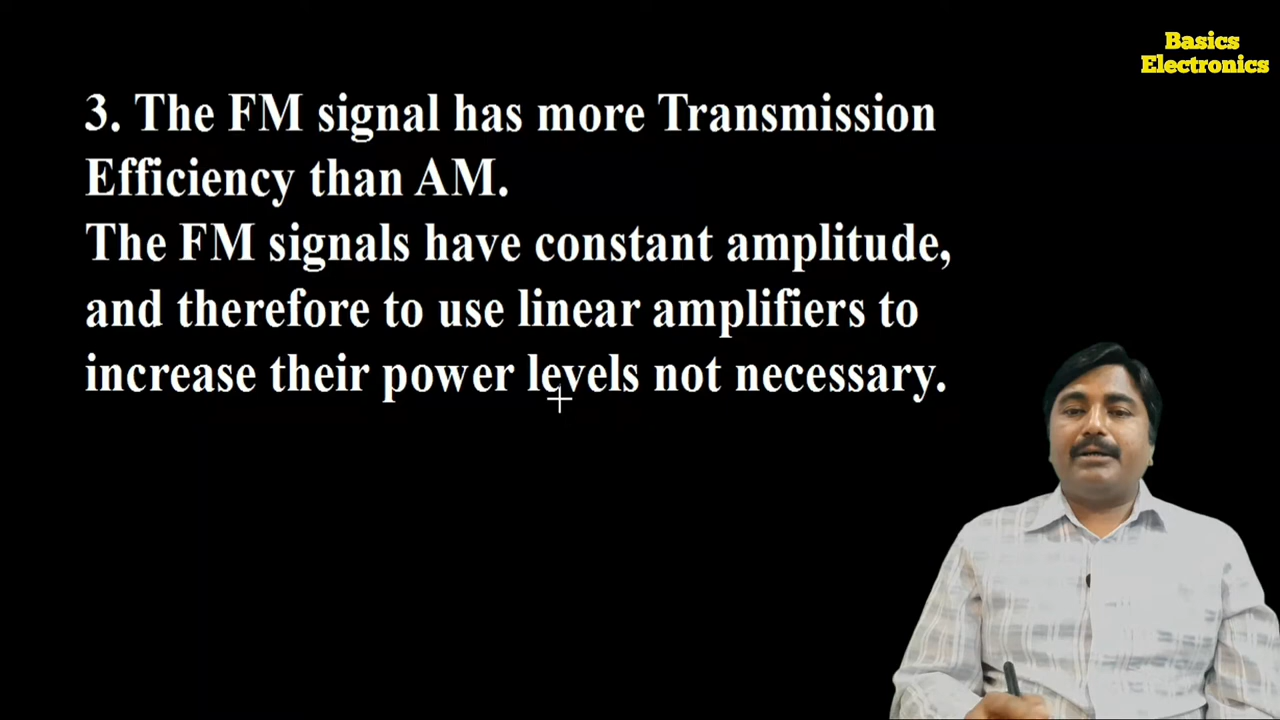 Basics
Electronics
3. The FM signal has more Transmission
Efficiency than AM.
The FM signals have constant amplitude,
and therefore to use linear amplifiers to
increase their power levels not necessary.